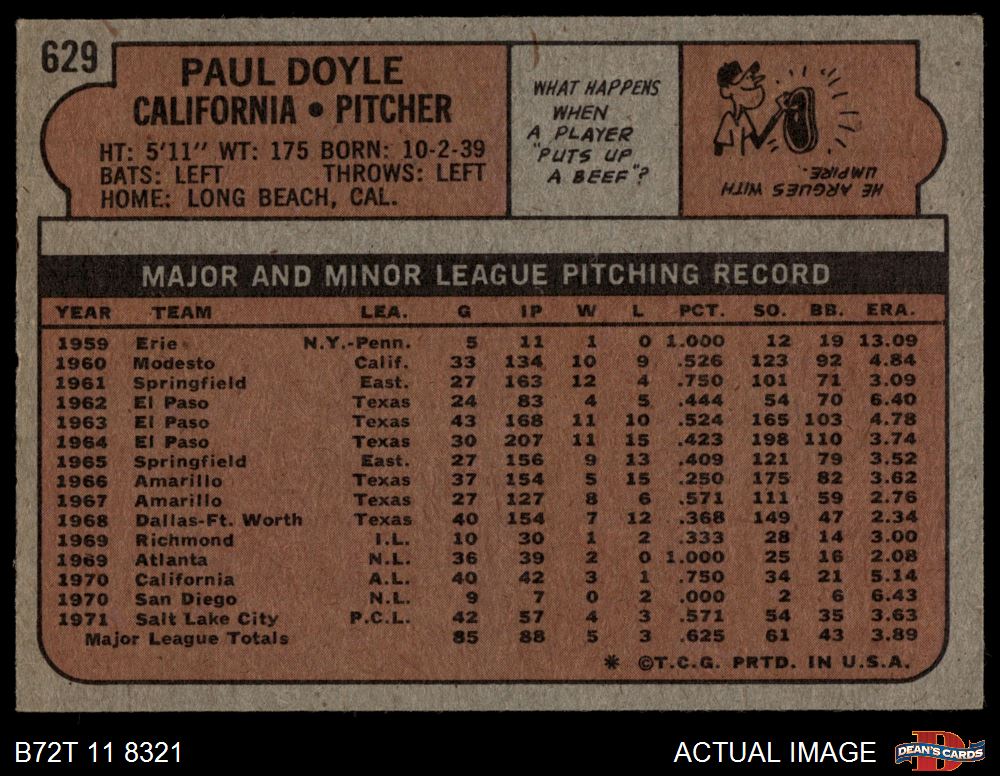 629
PAUL DOYLE
CALIFORNIA • PITCHER
HT: 5'11" WT: 175 BORN: 10-2-39
BATS: LEFT THROWS: LEFT
HOME: LONG BEACH, CAL.
WHAT HAPPENS
WHEN
A PLAYER
"PUTS UP
A BEEF"?
HE ARGUES WITH
UMPIRE.
MAJOR AND MINOR LEAGUE PITCHING RECORD
YEAR TEAM LEA. G IP W L PCT. SO. BB. ERA.
1959 Erie N.Y.-Penn. 5 11 1 0 1.000 12 19 13.09
1960 Modesto Calif. 33 134 10 9 .526 123 92 4.84
1961 Springfield East. 27 163 12 4 .750 101 71 3.09
1962 El Paso Texas 24 83 4 5 .444 54 70 6.40
1963 El Paso Texas 43 168 11 10 .524 165 103 4.78
1964 El Paso Texas 30 207 11 15 .423 198 110 3.74
1965 Springfield East. 27 156 9 13 .409 121 79 3.52
1966 Amarillo Texas 37 154 5 15 .250 175 82 3.62
1967 Amarillo Texas 27 127 8 6 .571 111 59 2.76
1968 Dallas-Ft. Worth Texas 40 154 7 12 .368 149 47 2.34
1969 Richmond I.L. 10 30 1 2 .333 28 14 3.00
1969 Atlanta N.L. 36 39 2 0 1.000 25 16 2.08
1970 California A.L. 40 42 3 1 .750 34 21 5.14
1970 San Diego N.L. 9 7 0 2 .000 2 6 6.43
1971 Salt Lake City P.C.L. 42 57 4 3 .571 54 35 3.63
Major League Totals 85 88 5 3 .625 61 43 3.89
* ©T.C.G. PRTD. IN U.S.A.
B72T 11 8321 ACTUAL IMAGE DEAN'S CARDS